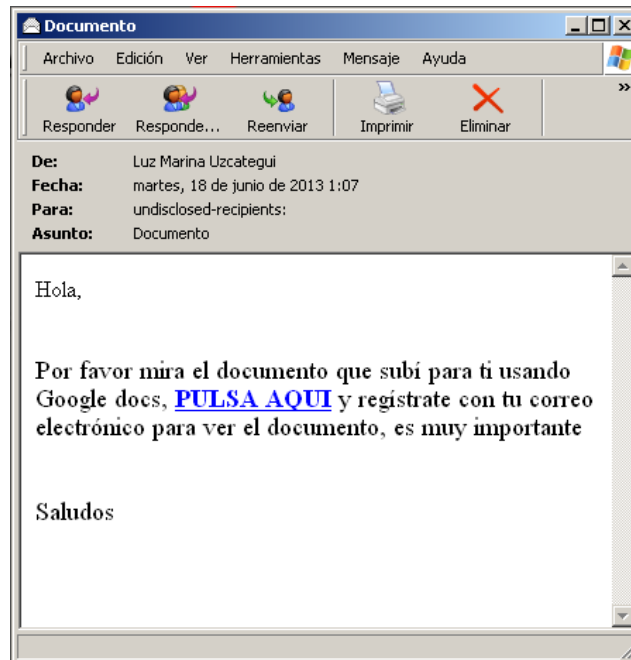 Documento
Archivo Edición Ver Herramientas Mensaje Ayuda
»
Responder Responde... Reenviar Imprimir Eliminar
De: Luz Marina Uzcategui
Fecha: martes, 18 de junio de 2013 1:07
Para: undisclosed-recipients:
Asunto: Documento
Hola,
Por favor mira el documento que subí para ti usando
Google docs, PULSA AQUI y regístrate con tu correo
electrónico para ver el documento, es muy importante
Saludos